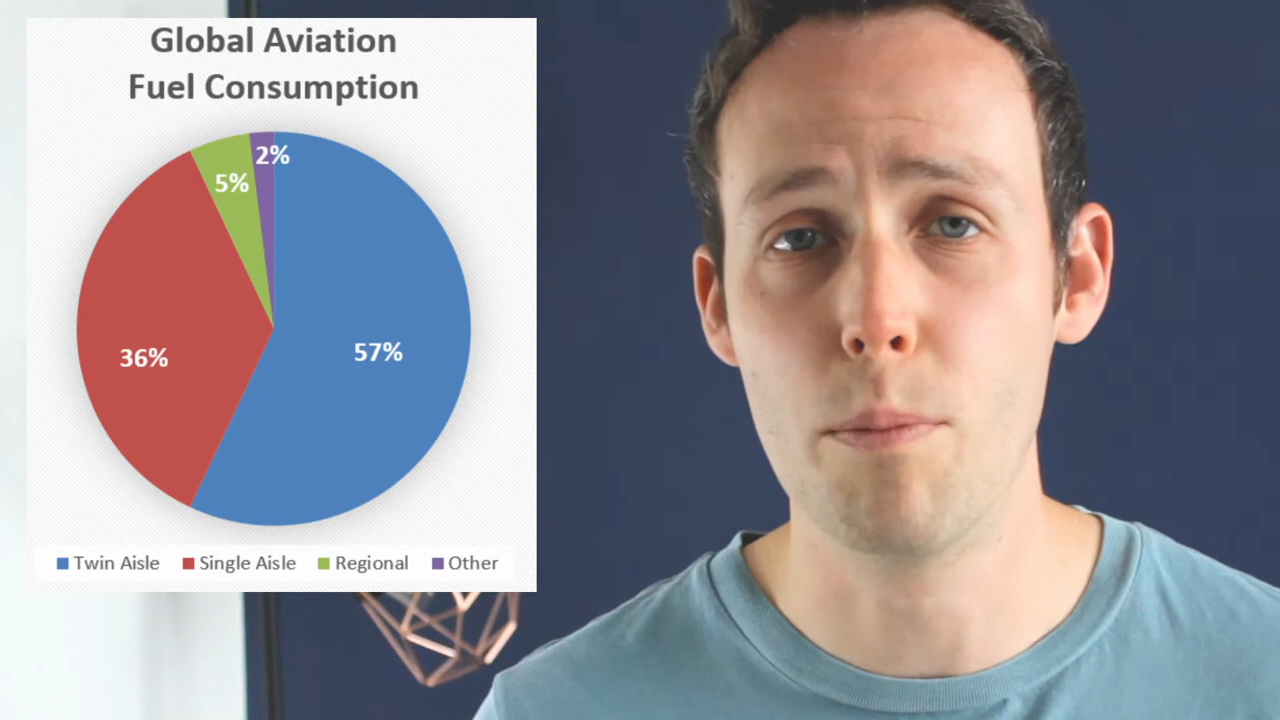 Global Aviation
Fuel Consumption
2%
5%
36%
57%
Twin Aisle Single Aisle Regional Other